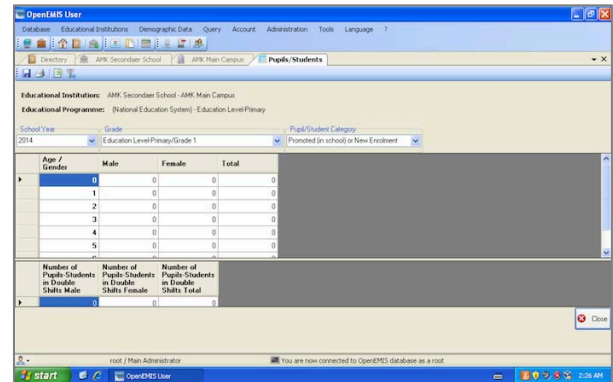 OpenEMIS User
Database Educational Institutions Demographic Data Query Account Administration Tools Language ?
Directory AMK Secondaer School AMK Main Campus Pupils/Students
Educational Institution: AMK Secondaer School - AMK Main Campus
Educational Programme: (National Education System) - Education Level-Primary
School Year Grade Pupil/Student Category
2014 Education Level-Primary/Grade 1 Promoted (in school) or New Enrolment
Age / Gender Male Female Total
0 0 0 0
1 0 0 0
2 0 0 0
3 0 0 0
4 0 0 0
5 0 0 0
Number of Pupils-Students in Double Shifts Male Number of Pupils-Students in Double Shifts Female Number of Pupils-Students in Double Shifts Total
0 0 0
Close
root / Main Administrator You are now connected to OpenEMIS database as a root
start OpenEMIS User 2:26 AM